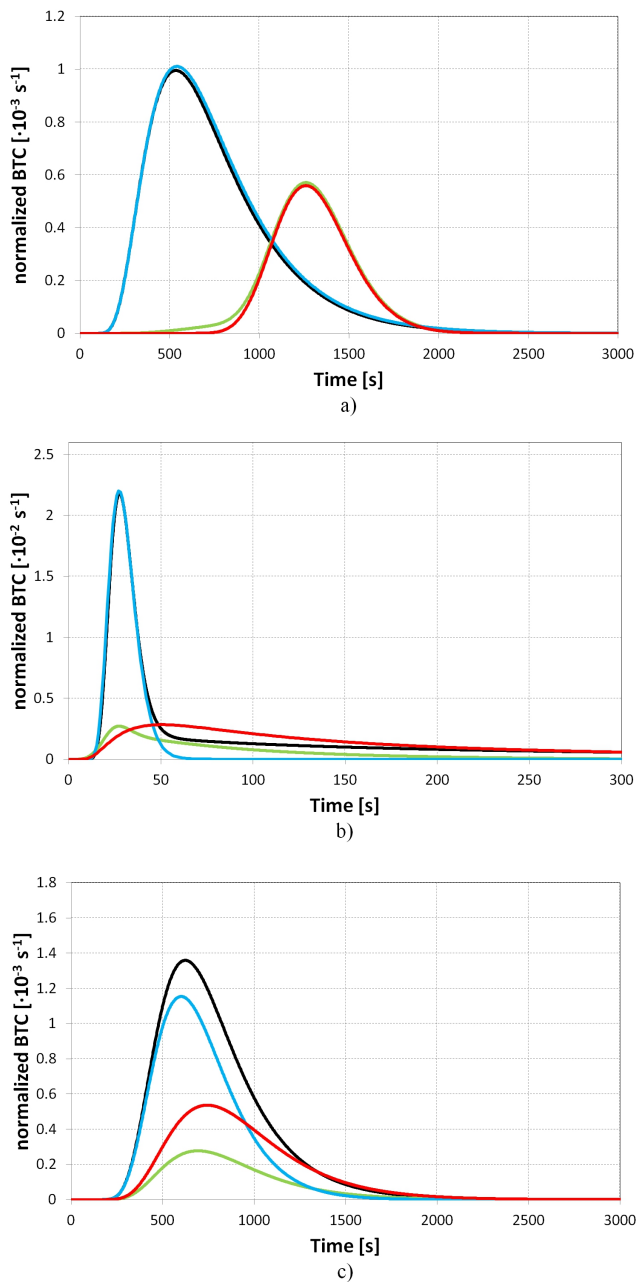 1.2
1
0.8
0.6
0.4
0.2
0
normalized BTC [·10⁻³ s⁻¹]
0 500 1000 1500 2000 2500 3000
Time [s]
a)
2.5
2
1.5
1
0.5
0
normalized BTC [·10⁻² s⁻¹]
0 50 100 150 200 250 300
Time [s]
b)
1.8
1.6
1.4
1.2
1
0.8
0.6
0.4
0.2
0
normalized BTC [·10⁻³ s⁻¹]
0 500 1000 1500 2000 2500 3000
Time [s]
c)